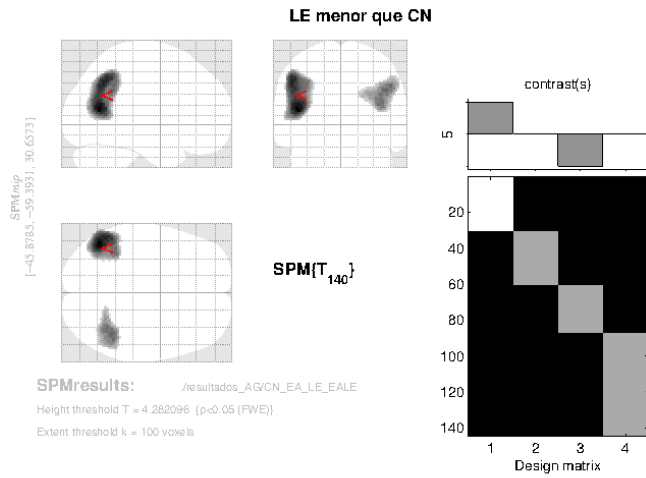 LE menor que CN
contrast(s)
5
SPMmip
[-45.8785, -59.3931, 30.6573]
<
<
<
SPM{T140}
20
40
60
80
100
120
140
1 2 3 4
Design matrix
SPMresults: ./resultados_AG/CN_EA_LE_EALE
Height threshold T = 4.282096 {p<0.05 (FWE)}
Extent threshold k = 100 voxels